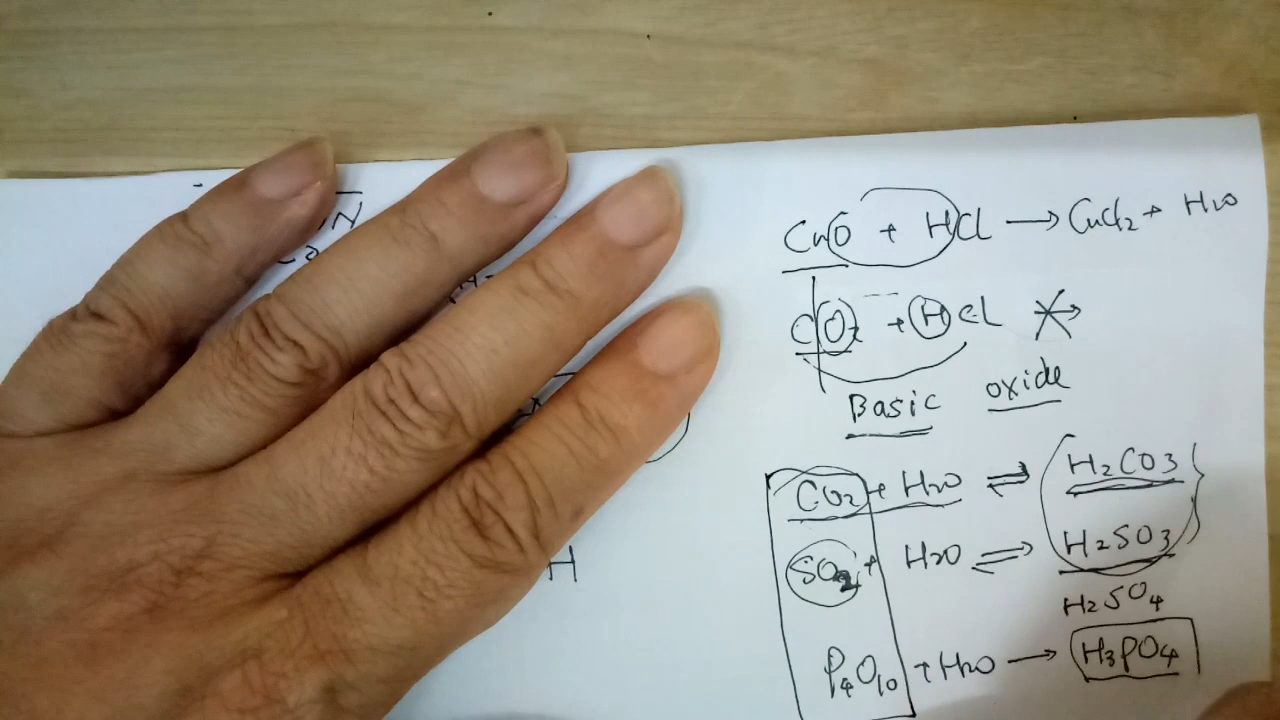 CuO + HCl → CuCl2 + H2O
CO2 + HCl
Basic oxide
CO2 + H2O ⇌ H2CO3
SO2 + H2O ⇌ H2SO3
H2SO4
P4O10 + H2O → H3PO4
H